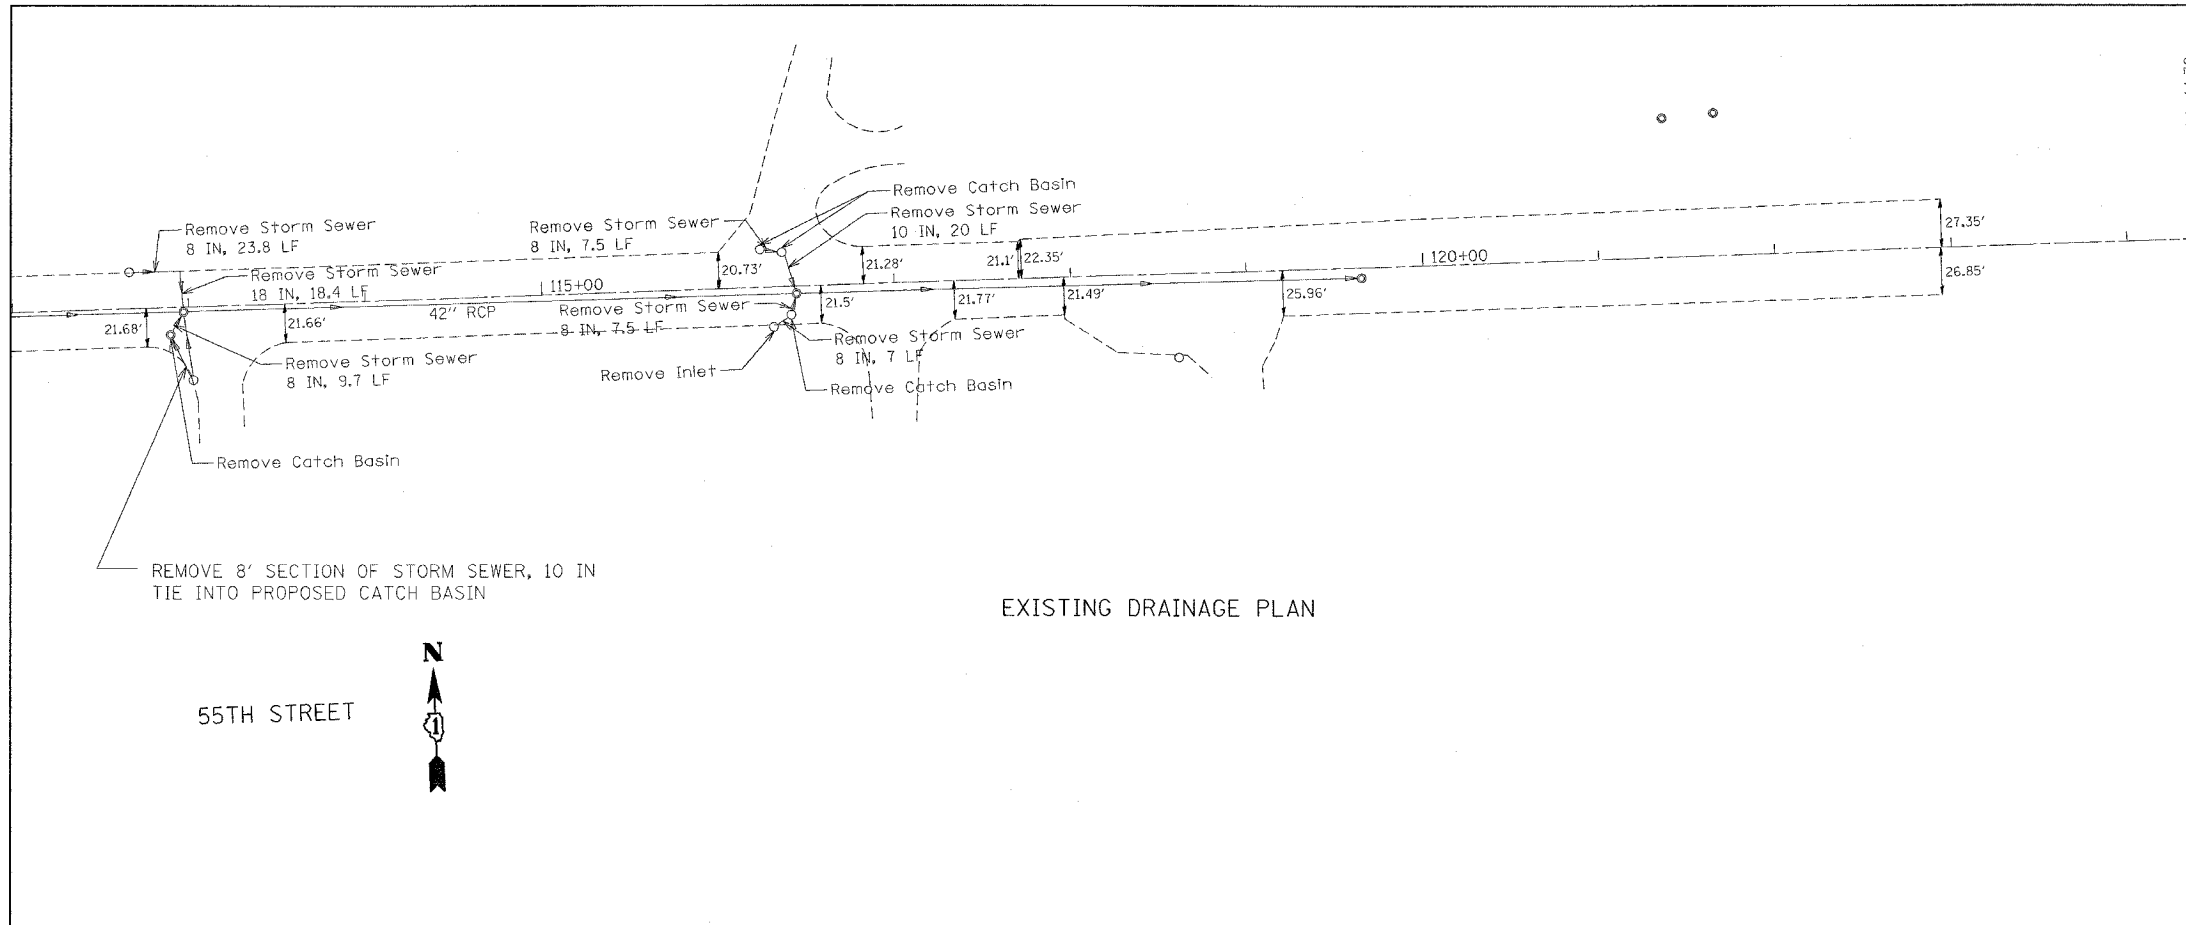 Remove Storm Sewer
8 IN, 23.8 LF
Remove Storm Sewer
18 IN, 18.4 LF
Remove Storm Sewer
8 IN, 7.5 LF
Remove Catch Basin
Remove Storm Sewer
10 IN, 20 LF
20.73'
21.28'
21.1'
22.35'
27.35'
120+00
115+00
26.85'
21.68'
21.66'
42" RCP
Remove Storm Sewer
8 IN, 7.5 LF
21.5'
21.77'
21.49'
25.96'
Remove Storm Sewer
8 IN, 7 LF
Remove Storm Sewer
8 IN, 9.7 LF
Remove Inlet
Remove Catch Basin
Remove Catch Basin
REMOVE 8' SECTION OF STORM SEWER, 10 IN
TIE INTO PROPOSED CATCH BASIN
EXISTING DRAINAGE PLAN
N
1
55TH STREET